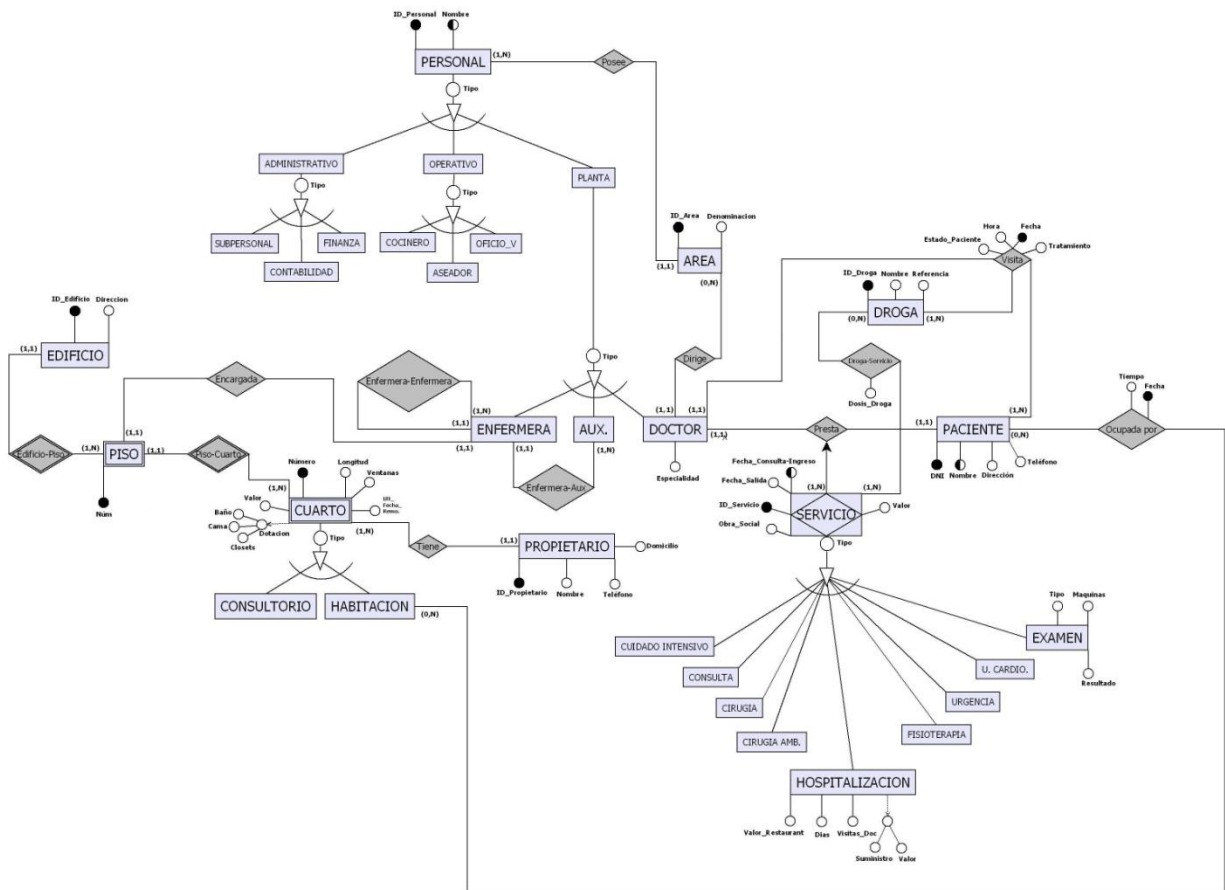 ID_Personal
Nombre
PERSONAL
(1,N)
Posee
Tipo
ADMINISTRATIVO
OPERATIVO
PLANTA
Tipo
Tipo
SUBPERSONAL
FINANZA
CONTABILIDAD
COCINERO
OFICIO_V
ASEADOR
ID_Area
Denominacion
(1,1)
AREA
(0,N)
Hora
Fecha
Estado_Paciente
Tratamiento
Visita
ID_Droga
Nombre
Referencia
DROGA
(0,N)
(1,N)
ID_Edificio
Direccion
(1,1)
EDIFICIO
Encargada
Enfermera-Enfermera
Tipo
Dirige
Droga-Servicio
Dosis_Droga
Tiempo
Fecha
(1,N)
(1,1)
ENFERMERA
(1,1)
(1,1)
AUX.
(1,N)
(1,1)
(1,1)
DOCTOR
(1,1)
Especialidad
Presta
(1,1)
(1,N)
PACIENTE
(0,N)
Ocupada por
DNI
Nombre
Dirección
Teléfono
Edificio-Piso
(1,N)
(1,1)
PISO
(1,1)
Piso-Cuarto
Núm
(1,N)
Enfermera-Aux
Número
Longitud
Ventanas
Valor
CUARTO
Fecha_
Remo.
Baño
Cama
Closets
Dotacion
Tipo
(1,N)
Tiene
(1,1)
PROPIETARIO
Domicilio
ID_Propietario
Nombre
Teléfono
CONSULTORIO
HABITACION
(0,N)
Fecha_Consulta-Ingreso
Fecha_Salida
(1,N)
(1,N)
ID_Servicio
SERVICIO
Valor
Obra_Social
Tipo
CUIDADO INTENSIVO
CONSULTA
CIRUGIA
CIRUGIA AMB.
HOSPITALIZACION
FISIOTERAPIA
URGENCIA
U. CARDIO.
Tipo
Maquinas
EXAMEN
Resultado
Valor_Restaurant
Dias
Visitas_Doc
Suministro
Valor